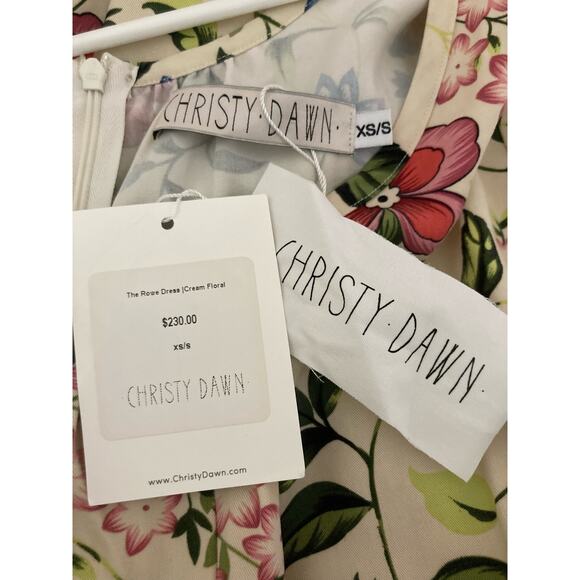 CHRISTY · DAWN ·
XS/S
CHRISTY · DAWN ·
The Rowe Dress |Cream Floral
$230.00
xs/s
·CHRISTY DAWN·
www.ChristyDawn.com